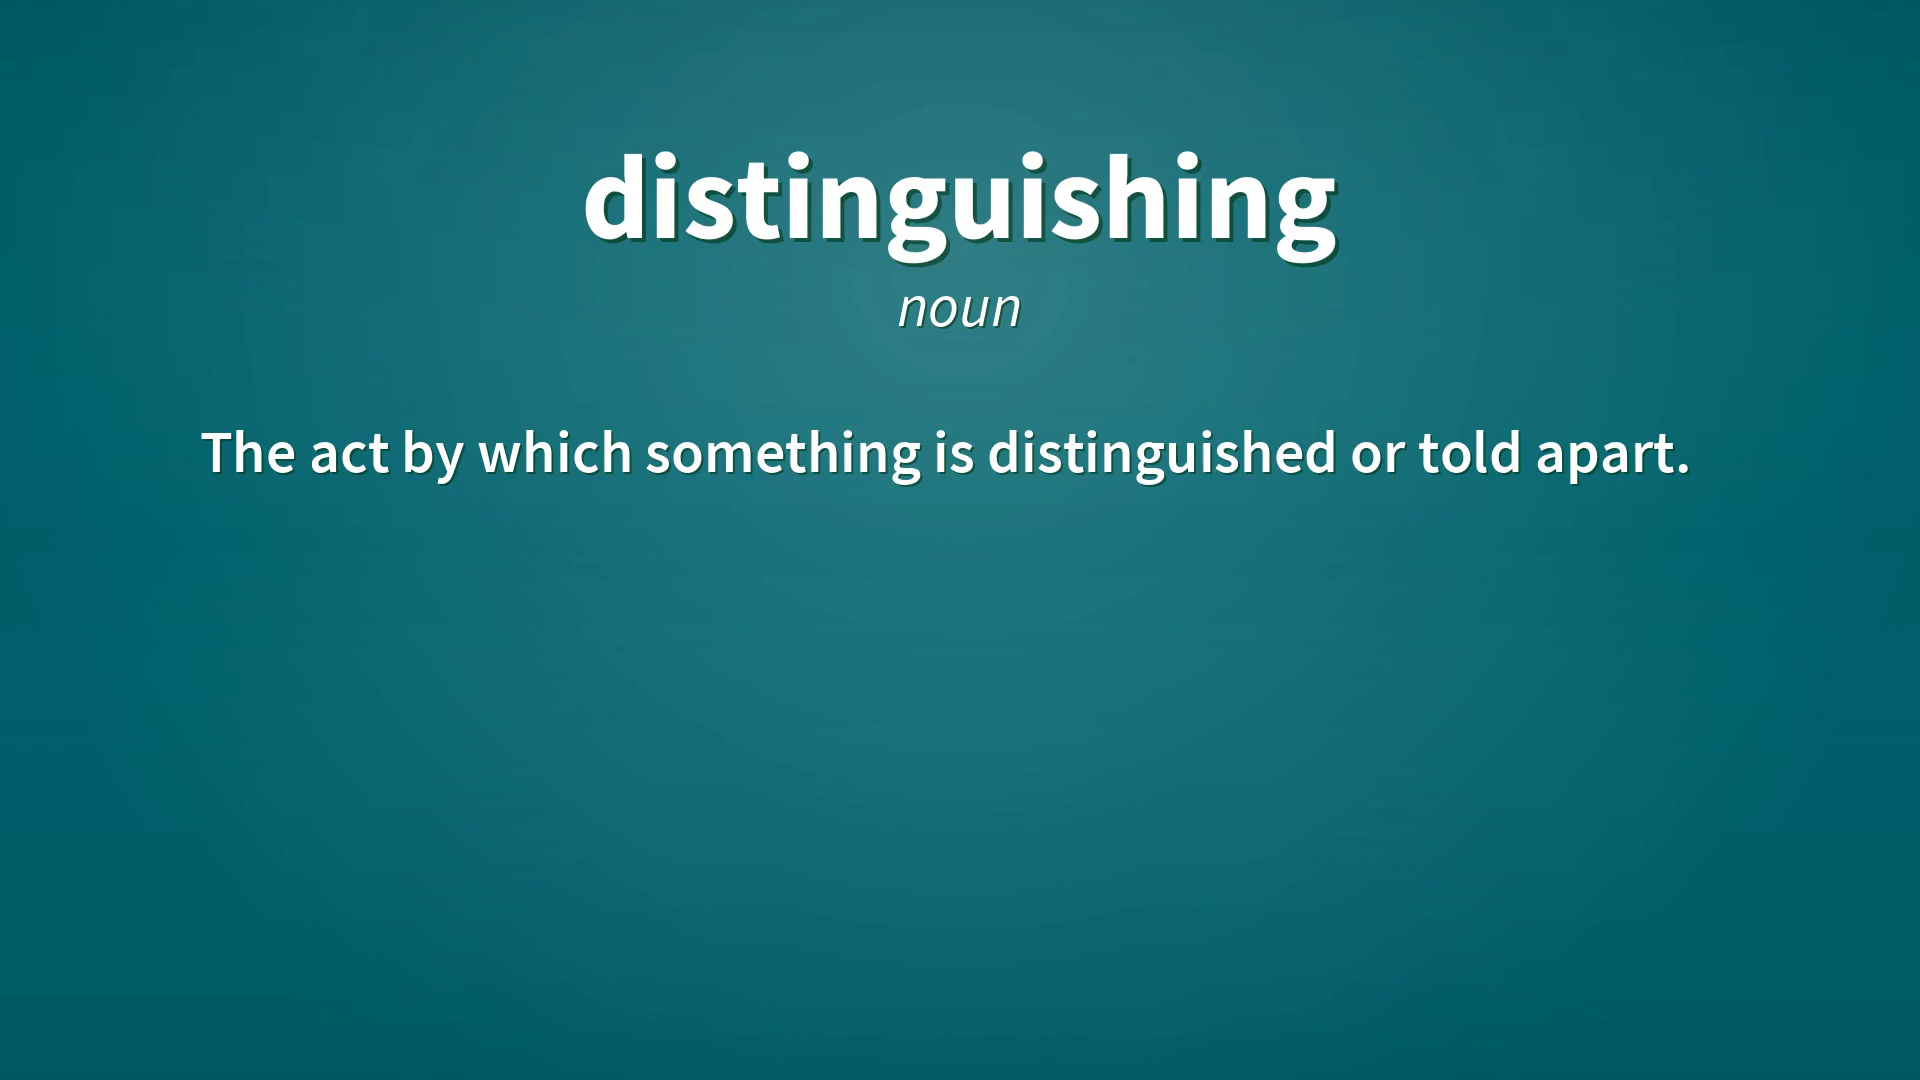 distinguishing
noun
The act by which something is distinguished or told apart.